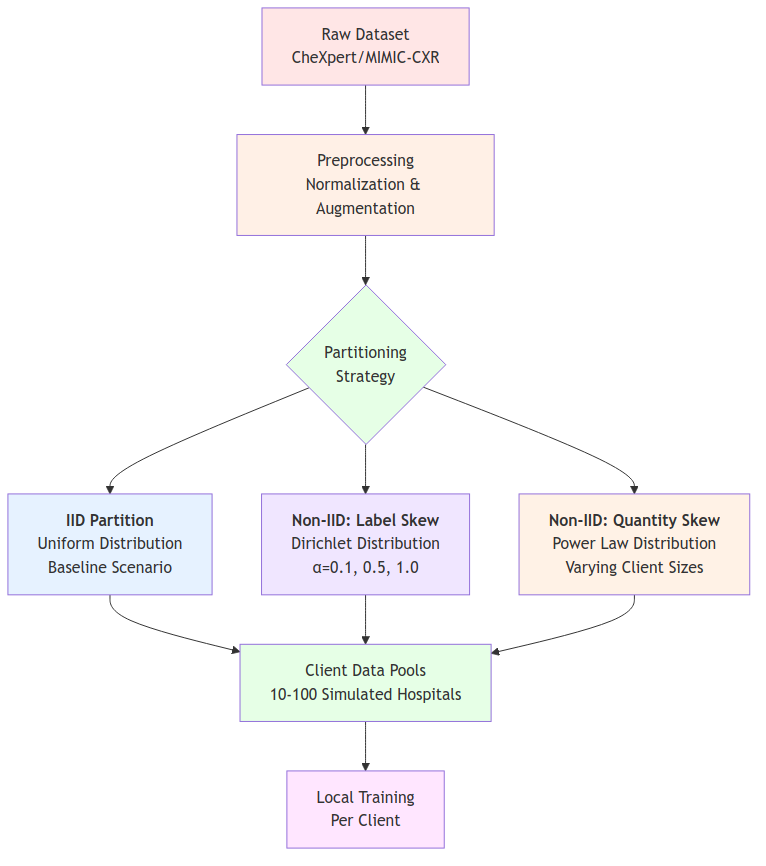 Raw Dataset
CheXpert/MIMIC-CXR
Preprocessing
Normalization &
Augmentation
Partitioning
Strategy
IID Partition
Uniform Distribution
Baseline Scenario
Non-IID: Label Skew
Dirichlet Distribution
α=0.1, 0.5, 1.0
Non-IID: Quantity Skew
Power Law Distribution
Varying Client Sizes
Client Data Pools
10-100 Simulated Hospitals
Local Training
Per Client